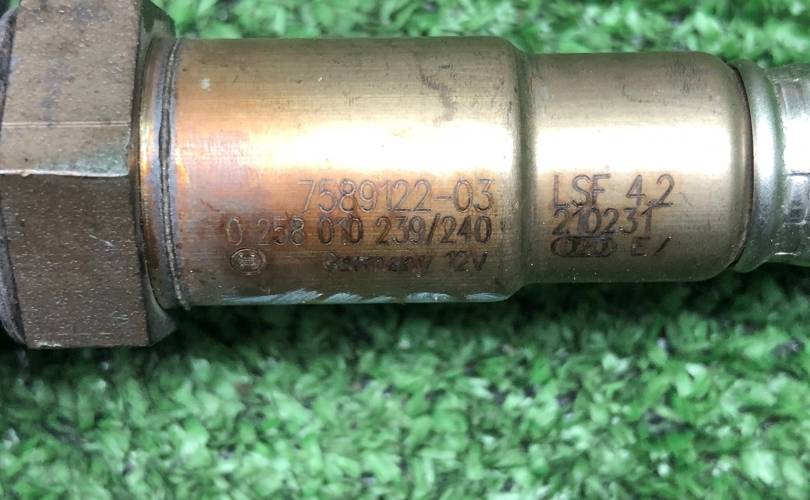 7589122-03
0 258 010 239/240
Germany 12V
LSF 4.2
210231
E/